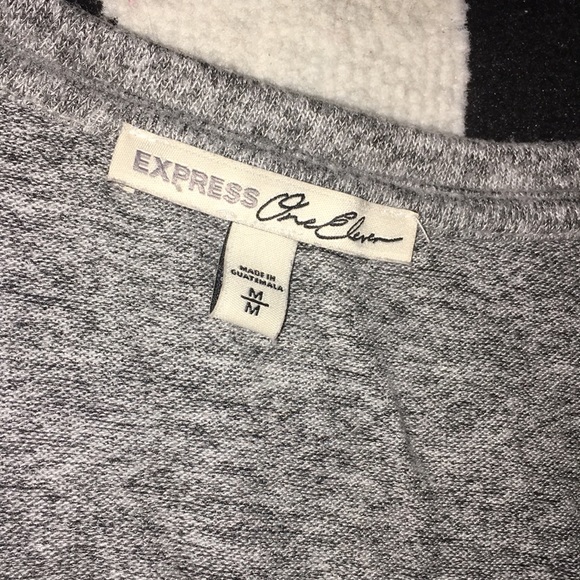 EXPRESS One Eleven
MADE IN
GUATEMALA
M
M